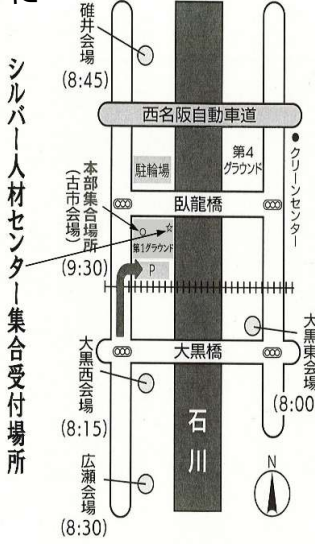 シルバー人材センター集合受付場所
碓井会場
(8:45)
西名阪自動車道
駐輪場
第4
グラウンド
クリーンセンター
臥龍橋
本部集合場所
(古市会場)
(9:30)
第1グラウンド
P
大黒東会場
(8:00
大黒橋
大黒西会場
(8:15)
石川
広瀬会場
(8:30)
N